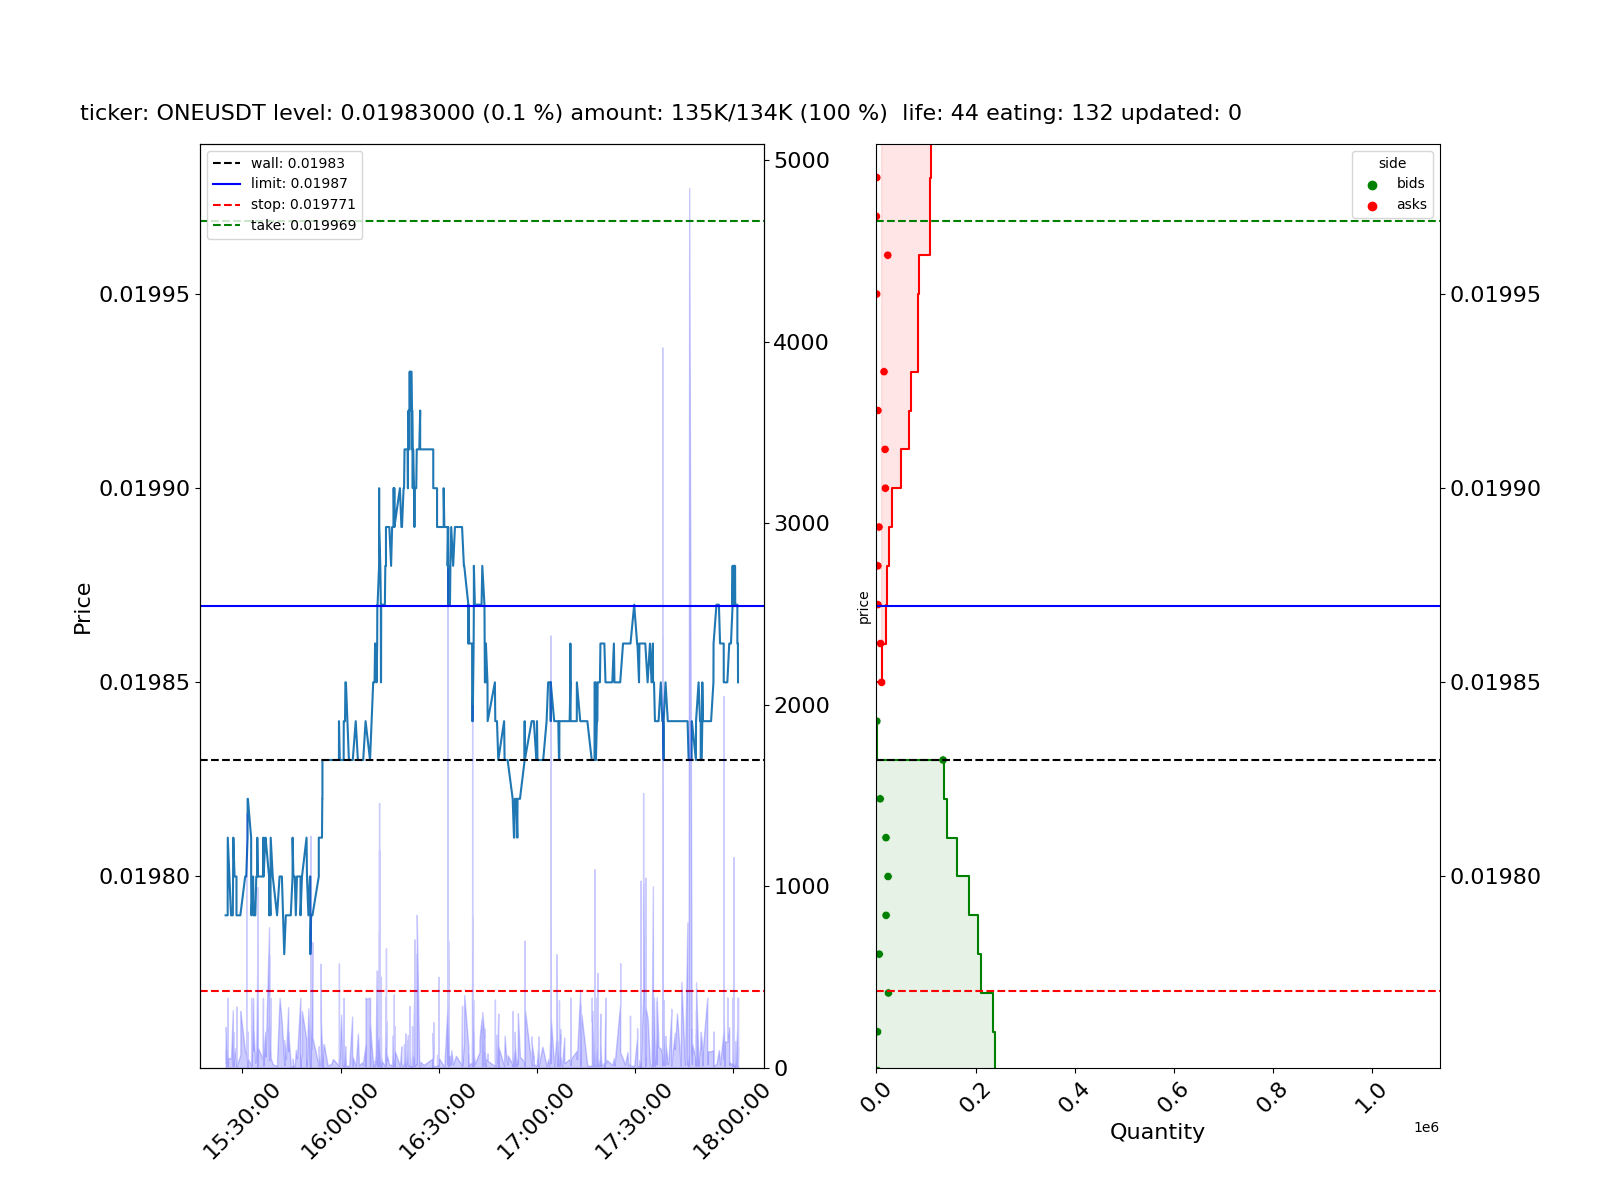 ticker: ONEUSDT level: 0.01983000 (0.1 %) amount: 135K/134K (100 %)  life: 44 eating: 132 updated: 0
wall: 0.01983
limit: 0.01987
stop: 0.019771
take: 0.019969
Price
0.01995
0.01990
0.01985
0.01980
5000
4000
3000
2000
1000
0
15:30:00
16:00:00
16:30:00
17:00:00
17:30:00
18:00:00
side
bids
asks
price
0.01995
0.01990
0.01985
0.01980
0.0
0.2
0.4
0.6
0.8
1.0
1e6
Quantity